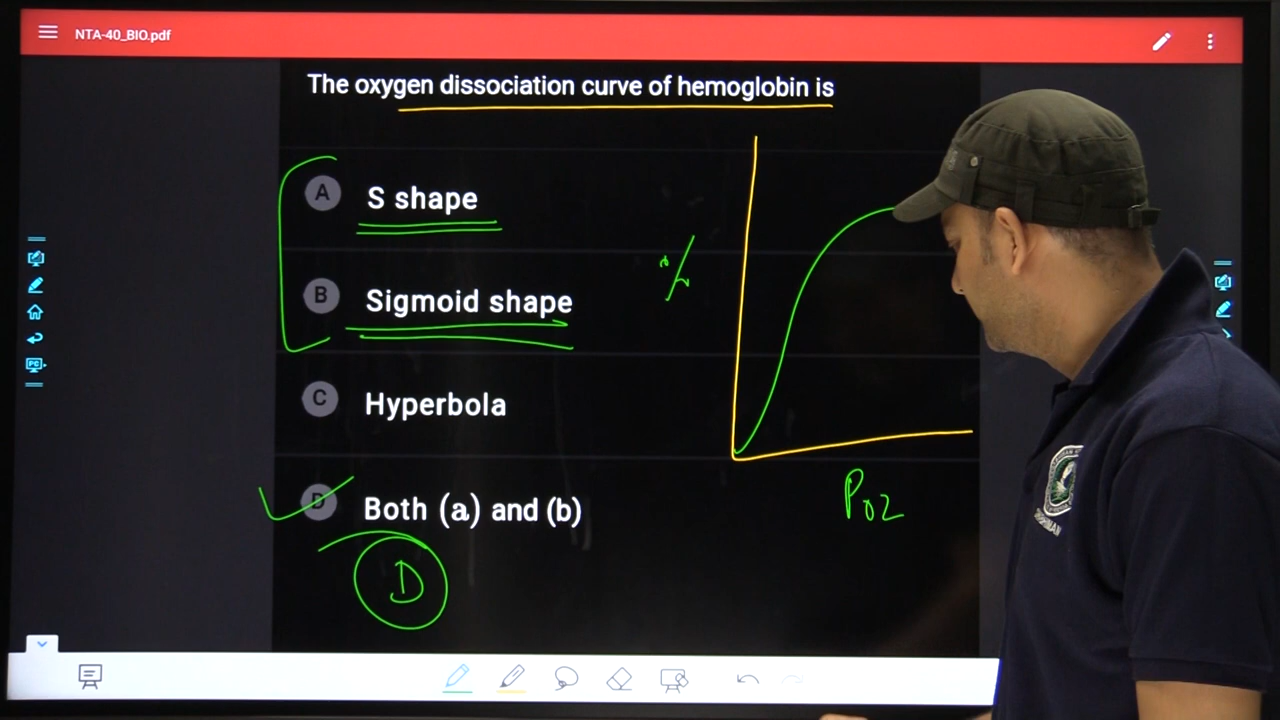 NTA-40_BIO.pdf
The oxygen dissociation curve of hemoglobin is
A S shape
B Sigmoid shape
C Hyperbola
D Both (a) and (b)
D
%
PO2